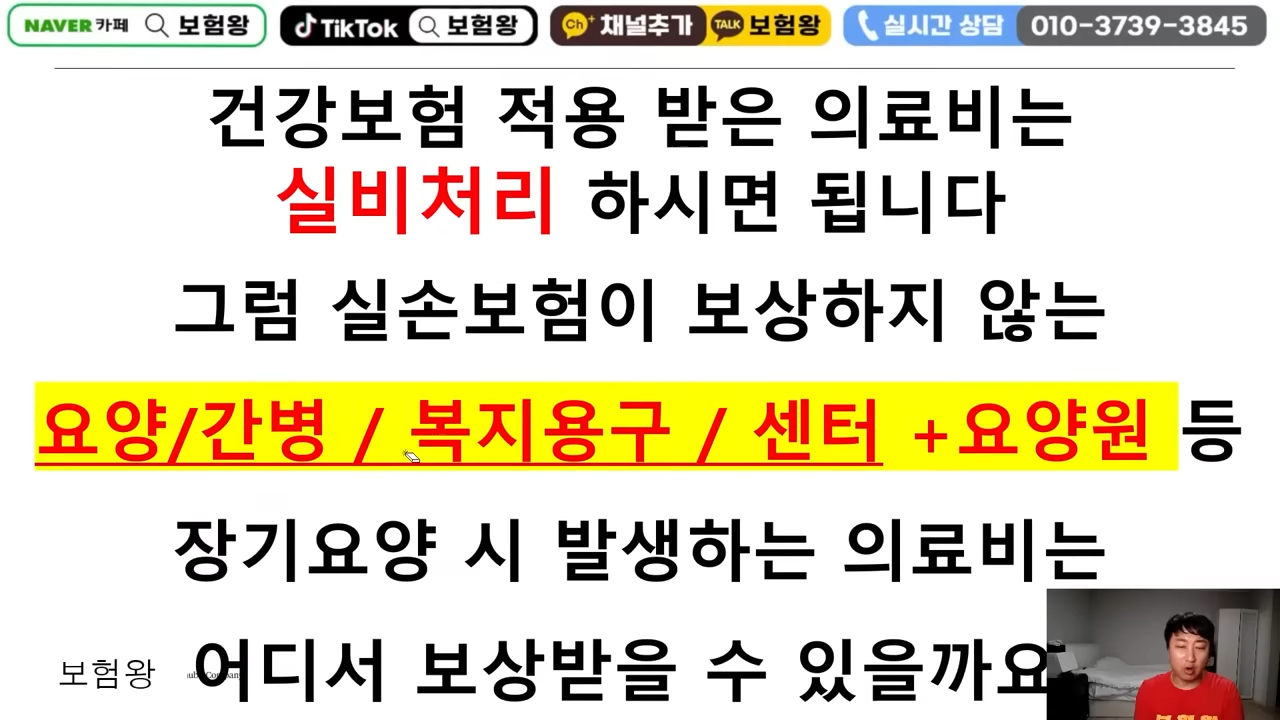 NAVER 카페 보험왕 TikTok 보험왕 Ch+ 채널추가 TALK 보험왕 실시간 상담 010-3739-3845
건강보험 적용 받은 의료비는
실비처리 하시면 됩니다
그럼 실손보험이 보상하지 않는
요양/간병 / 복지용구 / 센터 +요양원 등
장기요양 시 발생하는 의료비는
어디서 보상받을 수 있을까요
보험왕